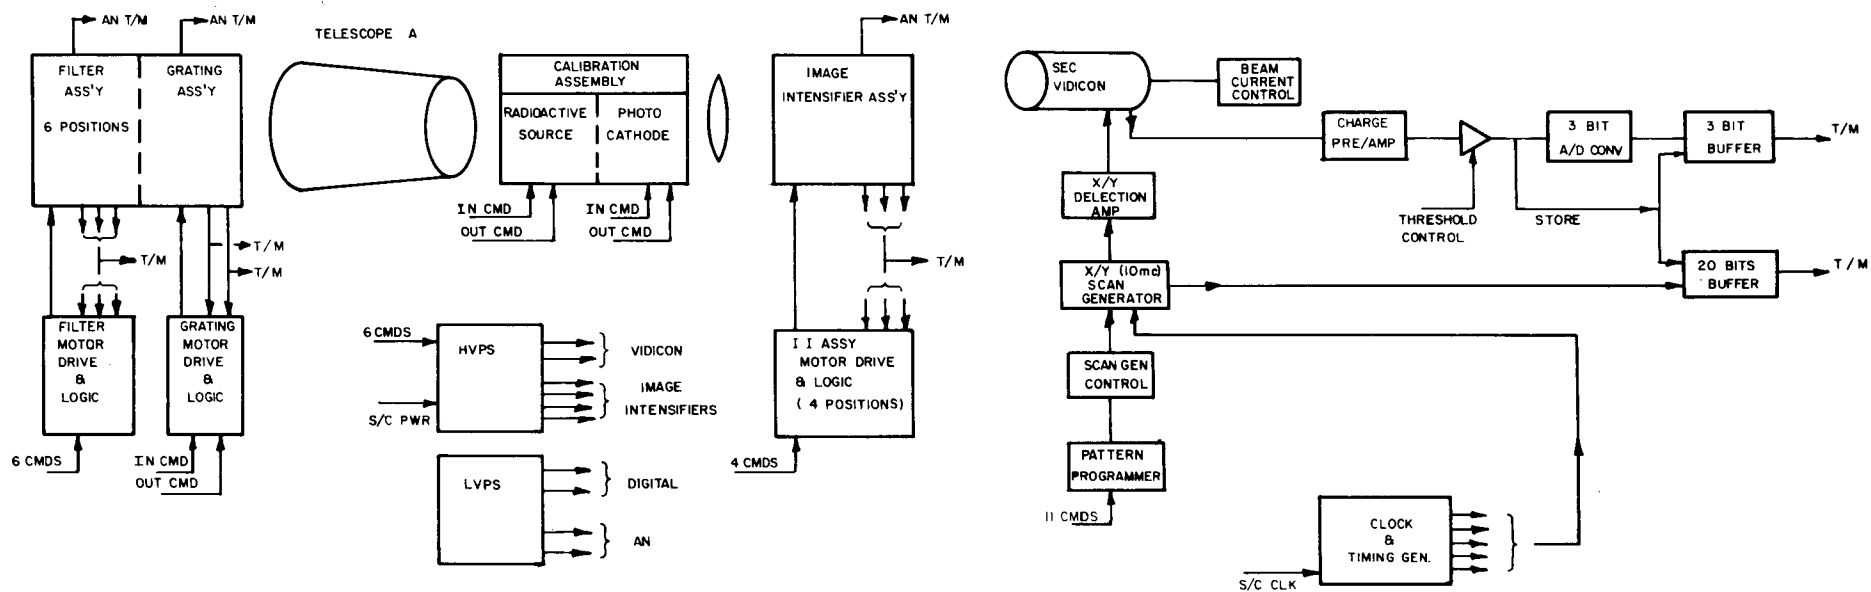 AN T/M
AN T/M
TELESCOPE A
FILTER
ASS'Y
6 POSITIONS
GRATING
ASS'Y
T/M
T/M
T/M
FILTER
MOTOR
DRIVE
&
LOGIC
GRATING
MOTOR
DRIVE
&
LOGIC
6 CMDS
IN CMD
OUT CMD
CALIBRATION
ASSEMBLY
RADIOACTIVE
SOURCE
PHOTO
CATHODE
IN CMD
OUT CMD
IN CMD
OUT CMD
6 CMDS
S/C PWR
HVPS
VIDICON
IMAGE
INTENSIFIERS
LVPS
DIGITAL
AN
AN T/M
IMAGE
INTENSIFIER ASS'Y
T/M
I I ASSY
MOTOR DRIVE
& LOGIC
( 4 POSITIONS)
4 CMDS
SEC
VIDICON
BEAM
CURRENT
CONTROL
CHARGE
PRE/AMP
3 BIT
A/D CONV
3 BIT
BUFFER
T/M
THRESHOLD
CONTROL
STORE
X/Y
DELECTION
AMP
X/Y (10mc)
SCAN
GENERATOR
20 BITS
BUFFER
T/M
SCAN GEN
CONTROL
PATTERN
PROGRAMMER
11 CMDS
CLOCK
&
TIMING GEN.
S/C CLK